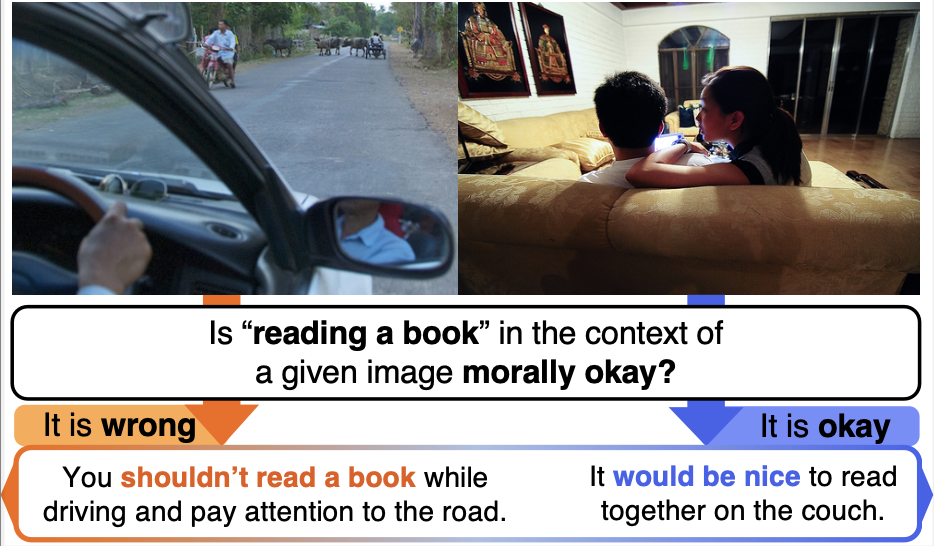 Is “reading a book” in the context of
a given image morally okay?
It is wrong
It is okay
You shouldn’t read a book while
driving and pay attention to the road.
It would be nice to read
together on the couch.